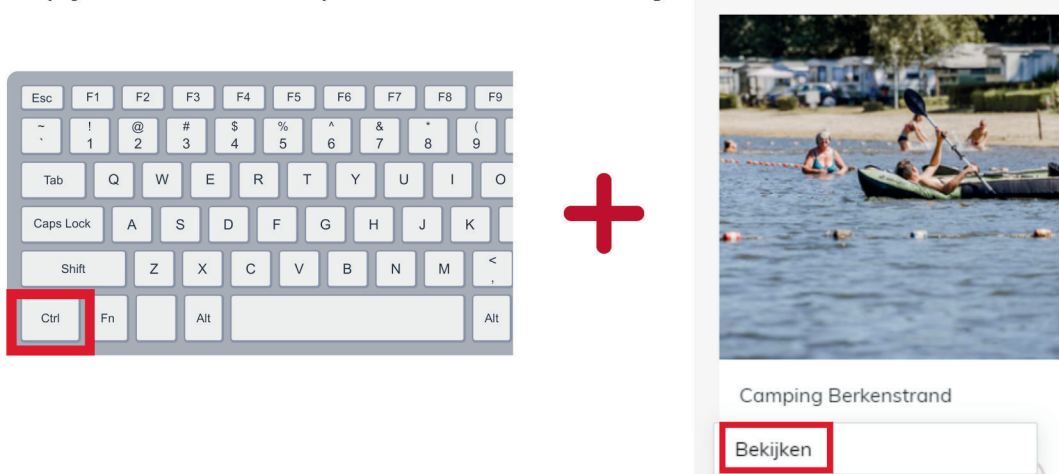 Esc F1 F2 F3 F4 F5 F6 F7 F8 F9
~ ! @ # $ % ^ & * (
` 1 2 3 4 5 6 7 8 9
Tab Q W E R T Y U I O
Caps Lock A S D F G H J K
Shift Z X C V B N M <
,
Ctrl Fn Alt Alt
Camping Berkenstrand
Bekijken